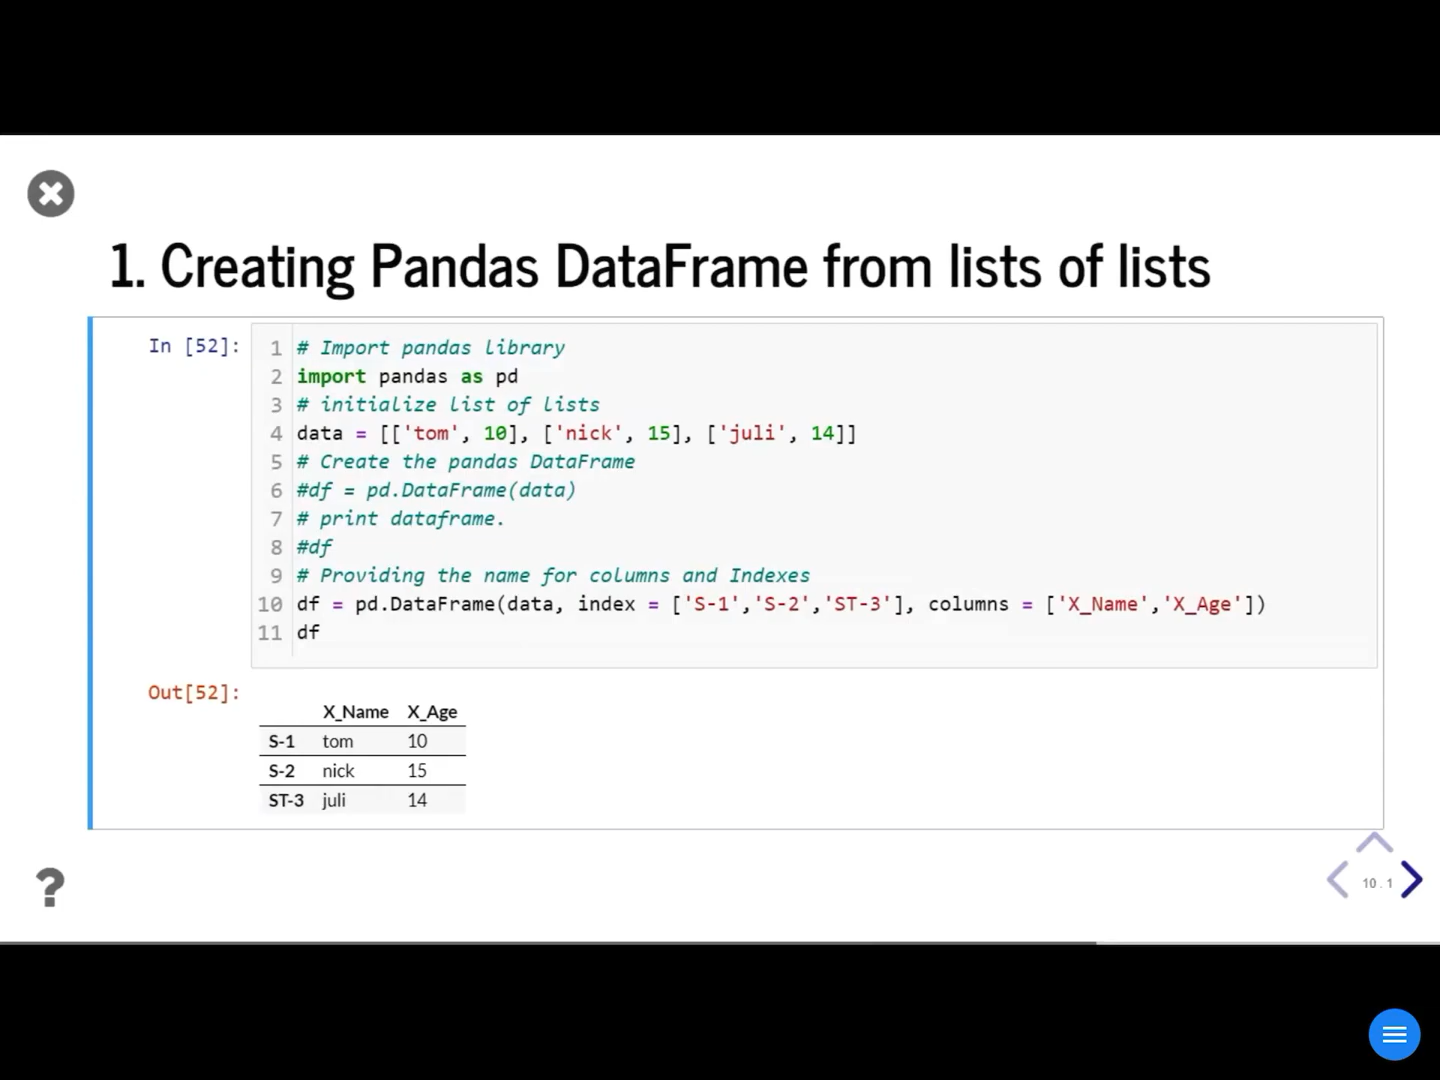 1. Creating Pandas DataFrame from lists of lists
In [52]:
1 # Import pandas library
2 import pandas as pd
3 # initialize list of lists
4 data = [['tom', 10], ['nick', 15], ['juli', 14]]
5 # Create the pandas DataFrame
6 #df = pd.DataFrame(data)
7 # print dataframe.
8 #df
9 # Providing the name for columns and Indexes
10 df = pd.DataFrame(data, index = ['S-1','S-2','ST-3'], columns = ['X_Name','X_Age'])
11 df
Out[52]:
X_Name X_Age
S-1 tom 10
S-2 nick 15
ST-3 juli 14
?
10.1